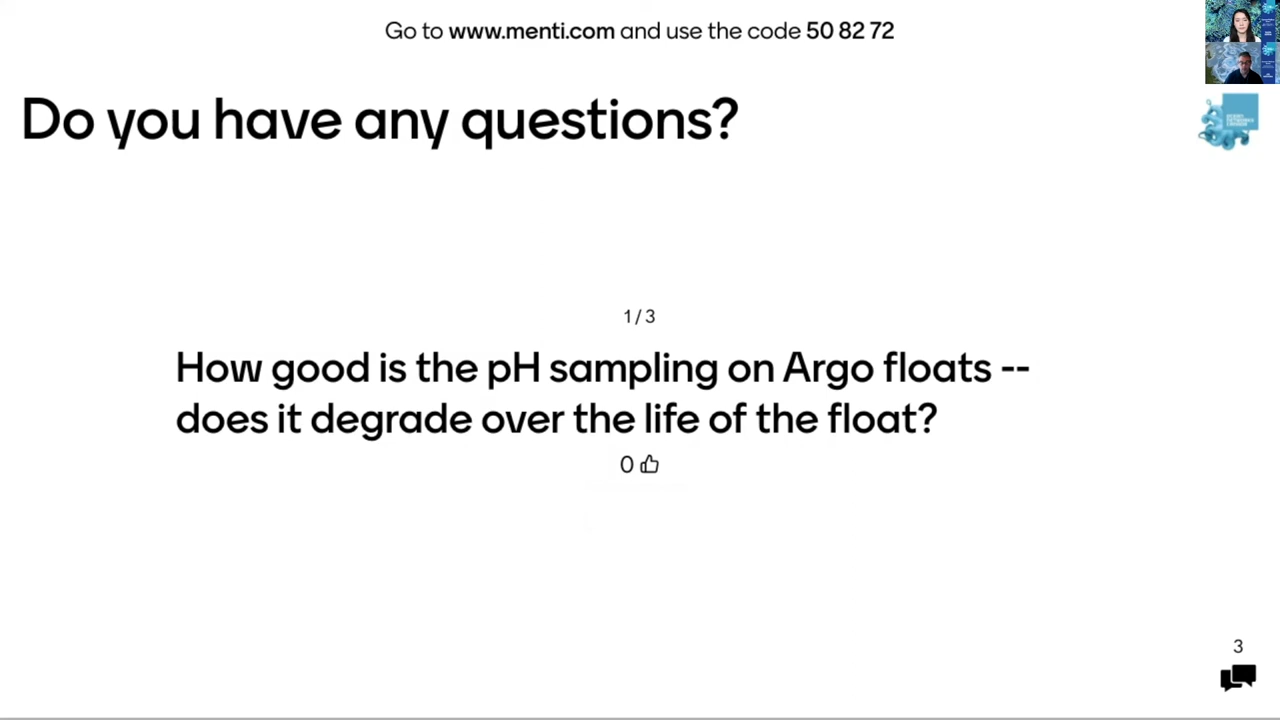 Go to www.menti.com and use the code 50 82 72
Do you have any questions?
1 / 3
How good is the pH sampling on Argo floats --
does it degrade over the life of the float?
0
3